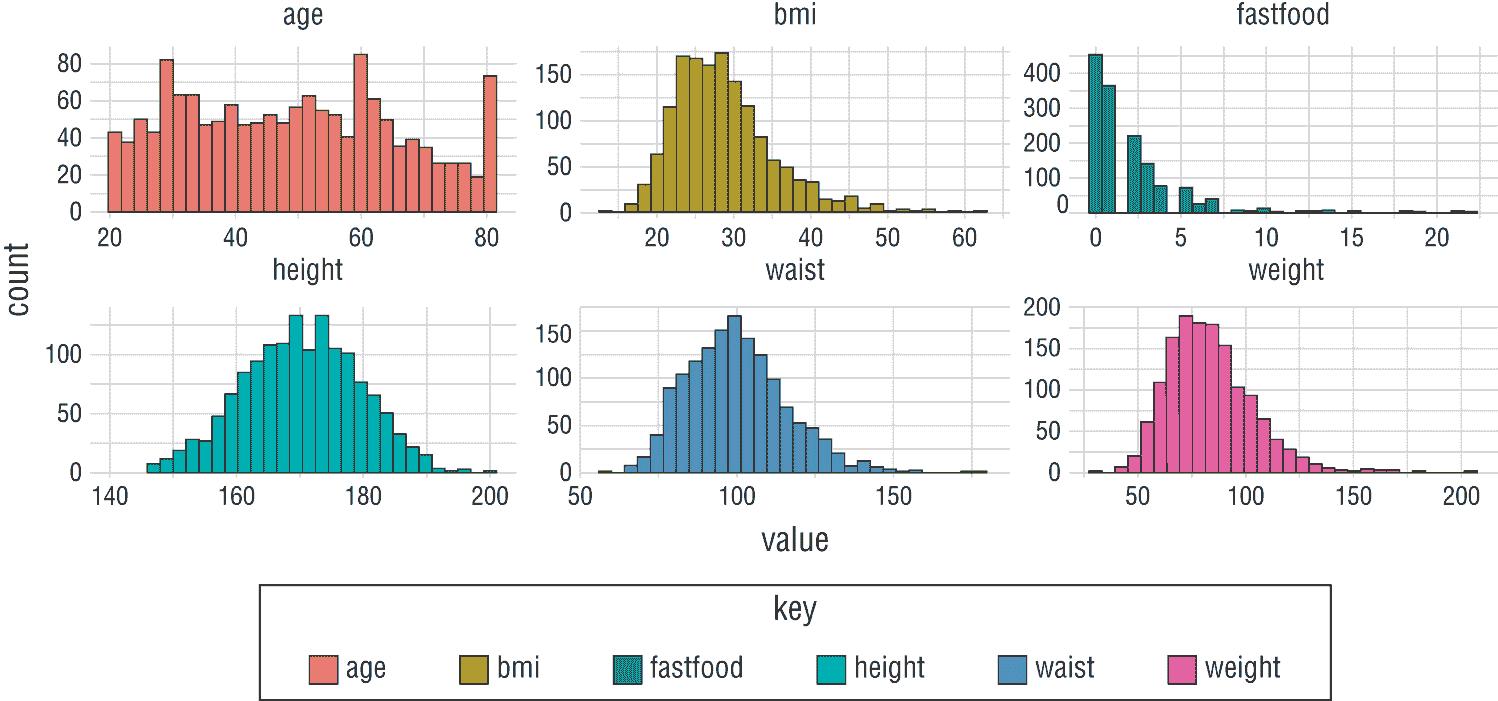 age
80
60
40
20
0
20 40 60 80
bmi
150
100
50
0
20 30 40 50 60
fastfood
400
300
200
100
0
0 5 10 15 20
count
height
100
50
0
140 160 180 200
waist
150
100
50
0
50 100 150
weight
200
150
100
50
0
50 100 150 200
value
key
age bmi fastfood height waist weight